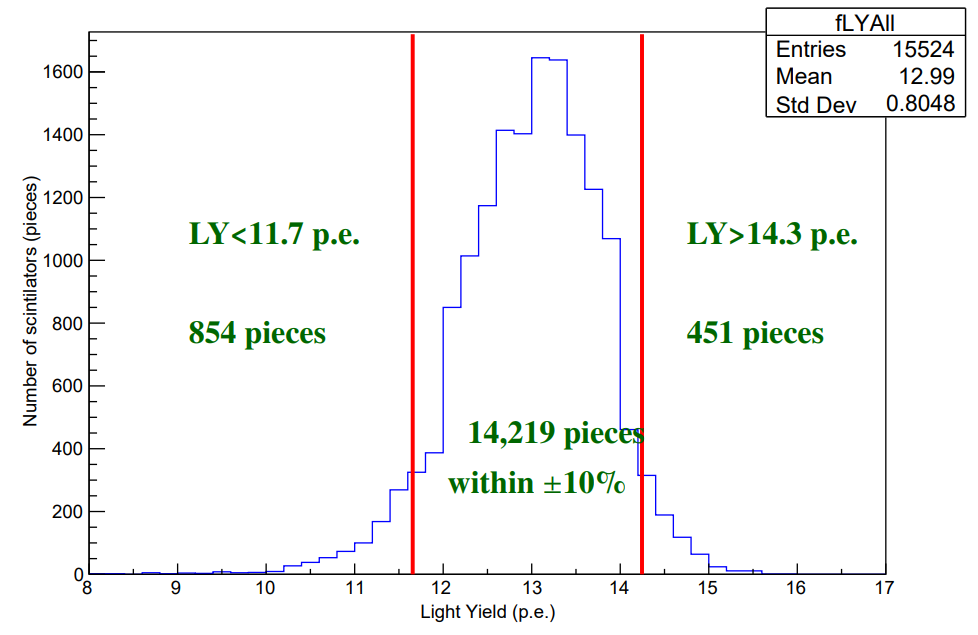 fLYAll
Entries 15524
Mean 12.99
Std Dev 0.8048
Number of scintilators (pieces)
1600
1400
1200
1000
800
600
400
200
0
LY<11.7 p.e.
854 pieces
LY>14.3 p.e.
451 pieces
14,219 pieces
within ±10%
8 9 10 11 12 13 14 15 16 17
Light Yield (p.e.)